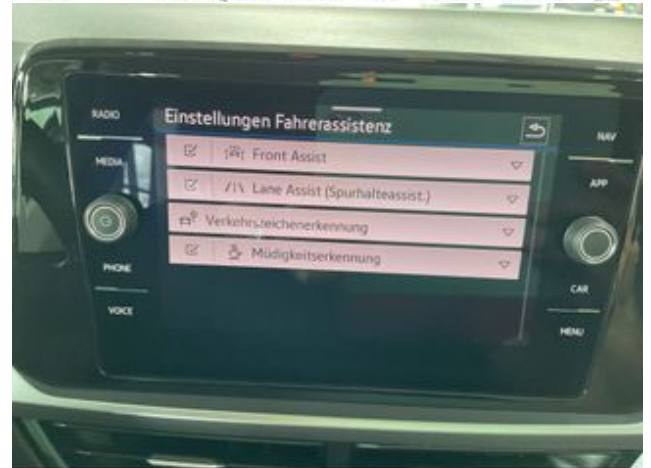 RADIO
MEDIA
PHONE
VOICE
Einstellungen Fahrerassistenz
Front Assist
Lane Assist (Spurhalteassist.)
Verkehrszeichenerkennung
Müdigkeitserkennung
NAV
APP
CAR
MENU